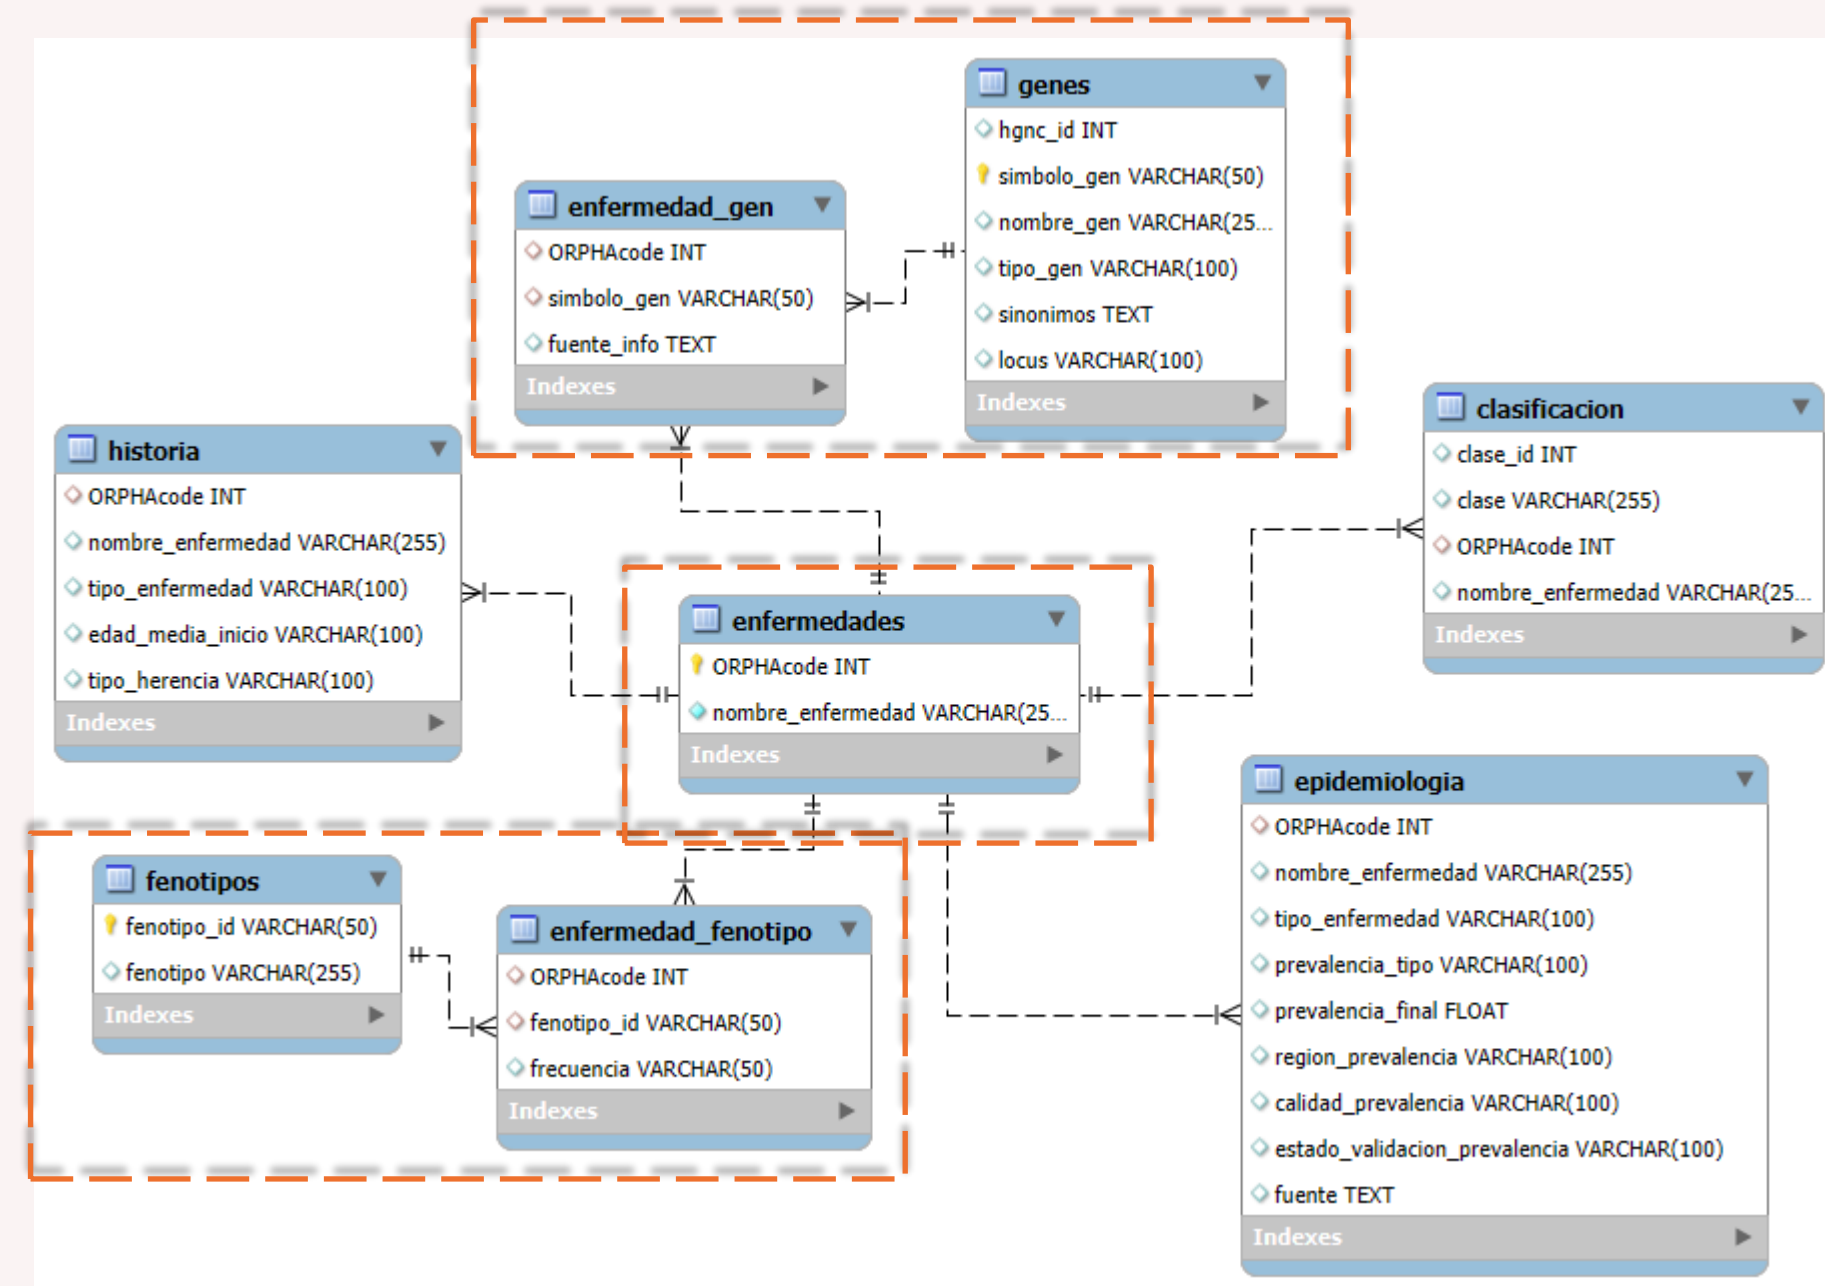 genes
hgnc_id INT
simbolo_gen VARCHAR(50)
nombre_gen VARCHAR(25...
tipo_gen VARCHAR(100)
sinonimos TEXT
locus VARCHAR(100)
Indexes
enfermedad_gen
ORPHAcode INT
simbolo_gen VARCHAR(50)
fuente_info TEXT
Indexes
historia
ORPHAcode INT
nombre_enfermedad VARCHAR(255)
tipo_enfermedad VARCHAR(100)
edad_media_inicio VARCHAR(100)
tipo_herencia VARCHAR(100)
Indexes
clasificacion
clase_id INT
clase VARCHAR(255)
ORPHAcode INT
nombre_enfermedad VARCHAR(25...
Indexes
enfermedades
ORPHAcode INT
nombre_enfermedad VARCHAR(25...
Indexes
fenotipos
fenotipo_id VARCHAR(50)
fenotipo VARCHAR(255)
Indexes
enfermedad_fenotipo
ORPHAcode INT
fenotipo_id VARCHAR(50)
frecuencia VARCHAR(50)
Indexes
epidemiologia
ORPHAcode INT
nombre_enfermedad VARCHAR(255)
tipo_enfermedad VARCHAR(100)
prevalencia_tipo VARCHAR(100)
prevalencia_final FLOAT
region_prevalencia VARCHAR(100)
calidad_prevalencia VARCHAR(100)
estado_validacion_prevalencia VARCHAR(100)
fuente TEXT
Indexes